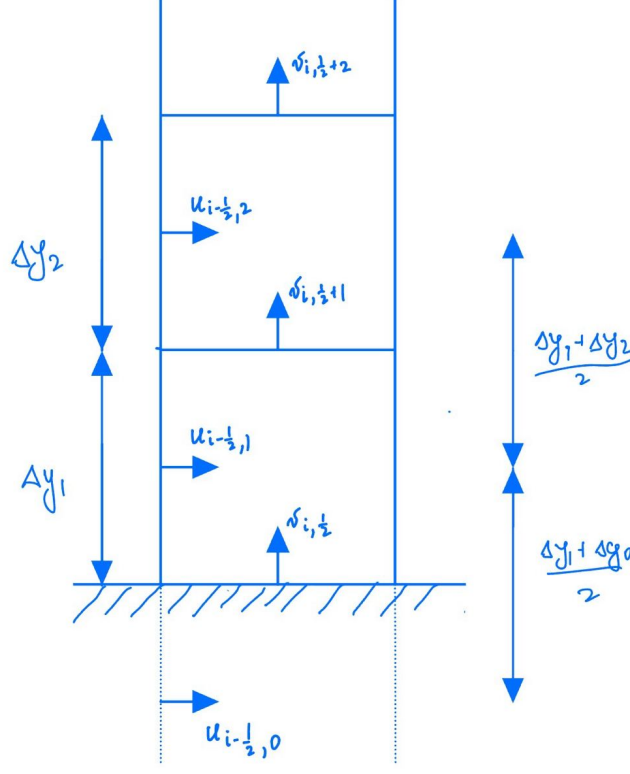 v_{i,½+2}
u_{i-½,2}
Δy₂
v_{i,½+1}
Δy₁+Δy₂
2
u_{i-½,1}
Δy₁
v_{i,½}
Δy₁+Δy₀
2
u_{i-½,0}